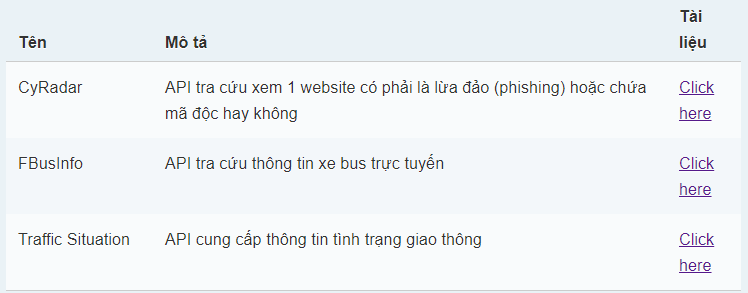 Tên Mô tả Tài liệu
CyRadar API tra cứu xem 1 website có phải là lừa đảo (phishing) hoặc chứa Click
mã độc hay không here
FBusInfo API tra cứu thông tin xe bus trực tuyến Click
here
Traffic Situation API cung cấp thông tin tình trạng giao thông Click
here